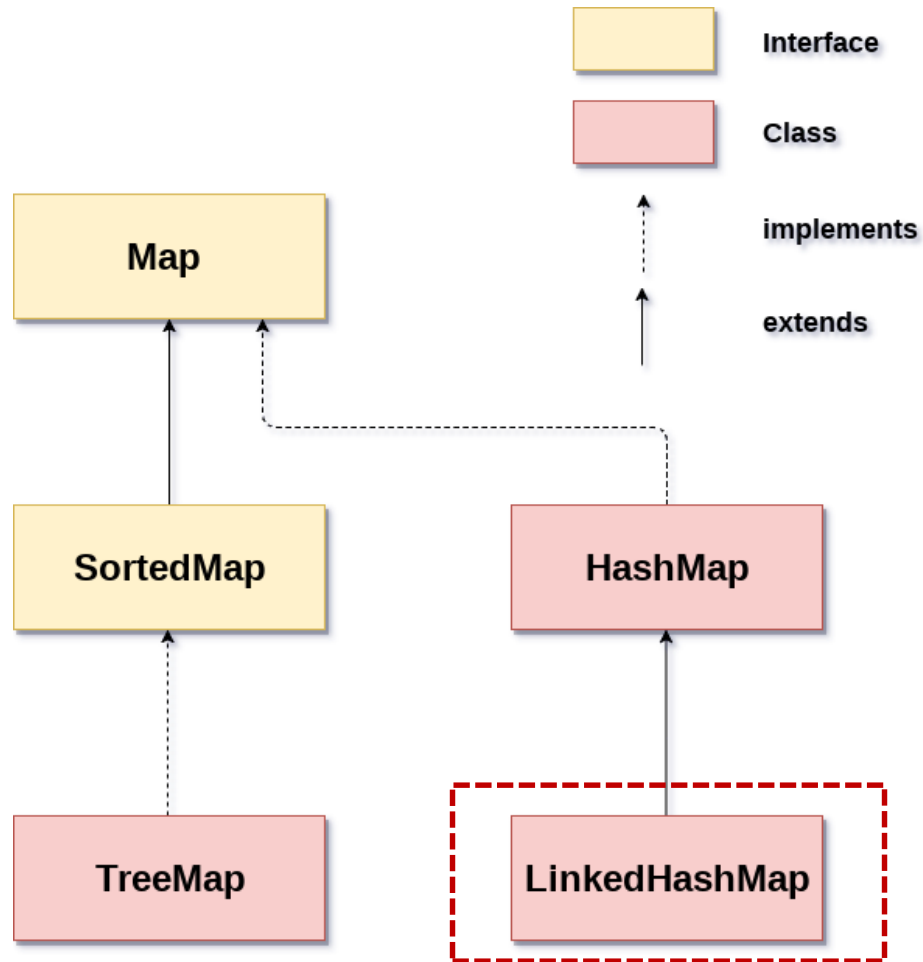 Interface
Class
implements
extends
Map
SortedMap
HashMap
TreeMap
LinkedHashMap